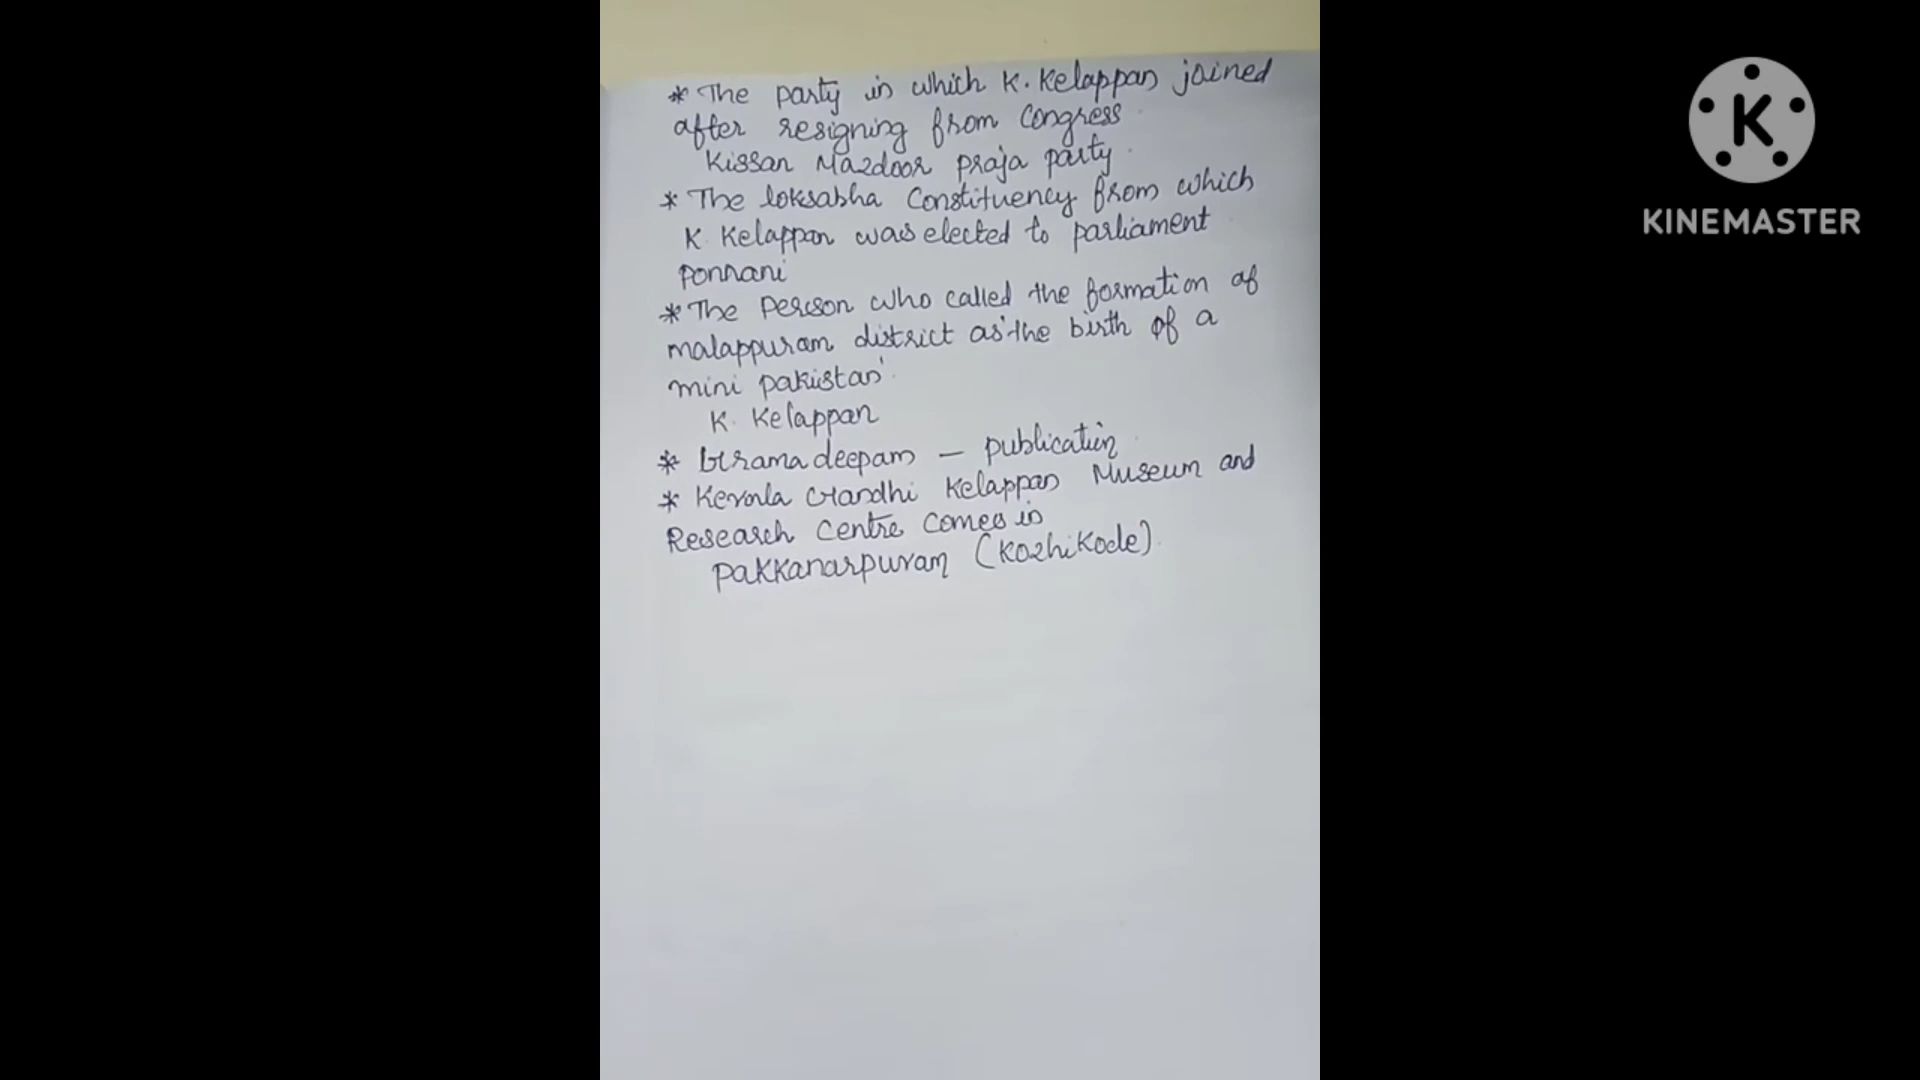 * The party in which K. Kelappan joined
after resigning from Congress
Kissan Mazdoor Praja party.
* The loksabha Constituency from which
K. Kelappan was elected to parliament
Ponnani
* The Person who called the formation of
malappuram district as 'the birth of a
mini pakistan'.
K. Kelappan
* Grama deepam – publication
* Kerala Gandhi Kelappan Museum and
Research Centre comes in
Pakkanarpuram (Kozhikode).
K
KINEMASTER